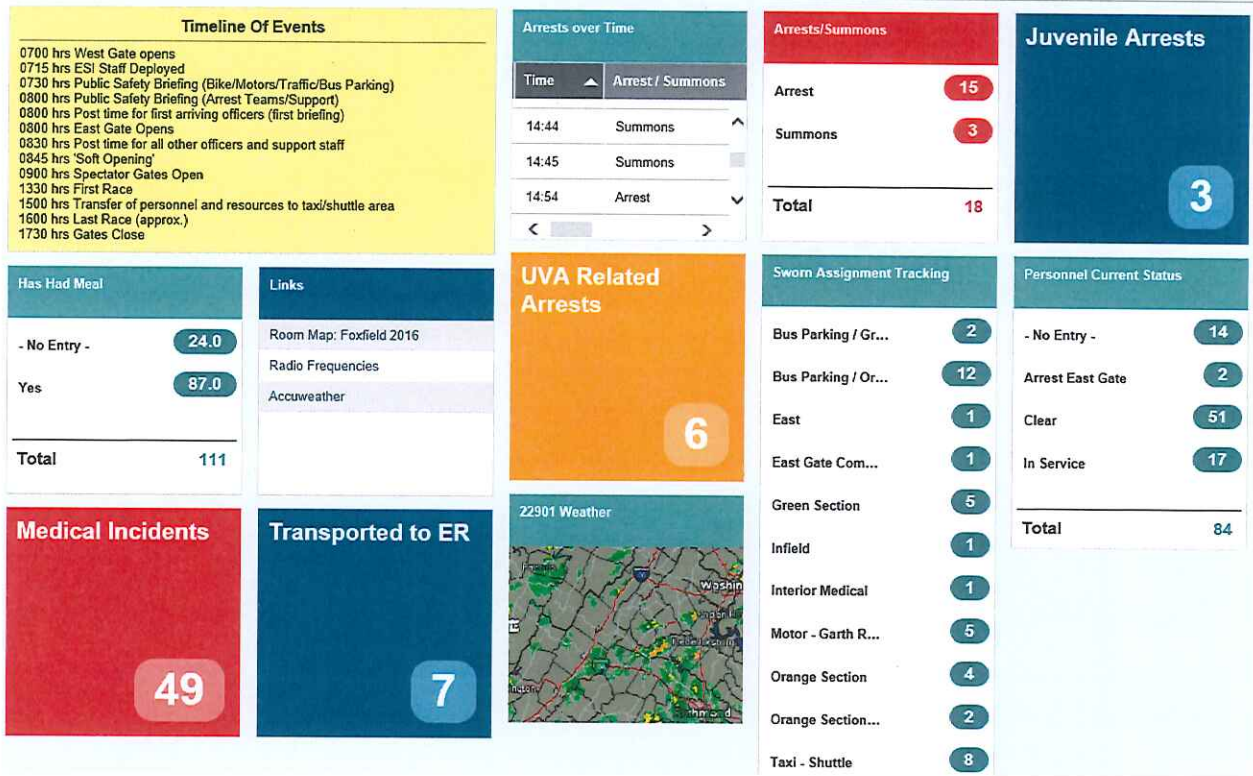 Timeline Of Events
0700 hrs West Gate opens
0715 hrs ESI Staff Deployed
0730 hrs Public Safety Briefing (Bike/Motors/Traffic/Bus Parking)
0800 hrs Public Safety Briefing (Arrest Teams/Support)
0800 hrs Post time for first arriving officers (first briefing)
0800 hrs East Gate Opens
0830 hrs Post time for all other officers and support staff
0845 hrs 'Soft Opening'
0900 hrs Spectator Gates Open
1330 hrs First Race
1500 hrs Transfer of personnel and resources to taxi/shuttle area
1600 hrs Last Race (approx.)
1730 hrs Gates Close
Arrests over Time
Time Arrest / Summons
14:44 Summons
14:45 Summons
14:54 Arrest
Arrests/Summons
Arrest 15
Summons 3
Total 18
Juvenile Arrests
3
Has Had Meal
- No Entry - 24.0
Yes 87.0
Total 111
Links
Room Map: Foxfield 2016
Radio Frequencies
Accuweather
UVA Related
Arrests
6
Sworn Assignment Tracking
Bus Parking / Gr... 2
Bus Parking / Or... 12
East 1
East Gate Com... 1
Green Section 5
Infield 1
Interior Medical 1
Motor - Garth R... 5
Orange Section 4
Orange Section... 2
Taxi - Shuttle 8
Personnel Current Status
- No Entry - 14
Arrest East Gate 2
Clear 51
In Service 17
Total 84
Medical Incidents
49
Transported to ER
7
22901 Weather
Washin